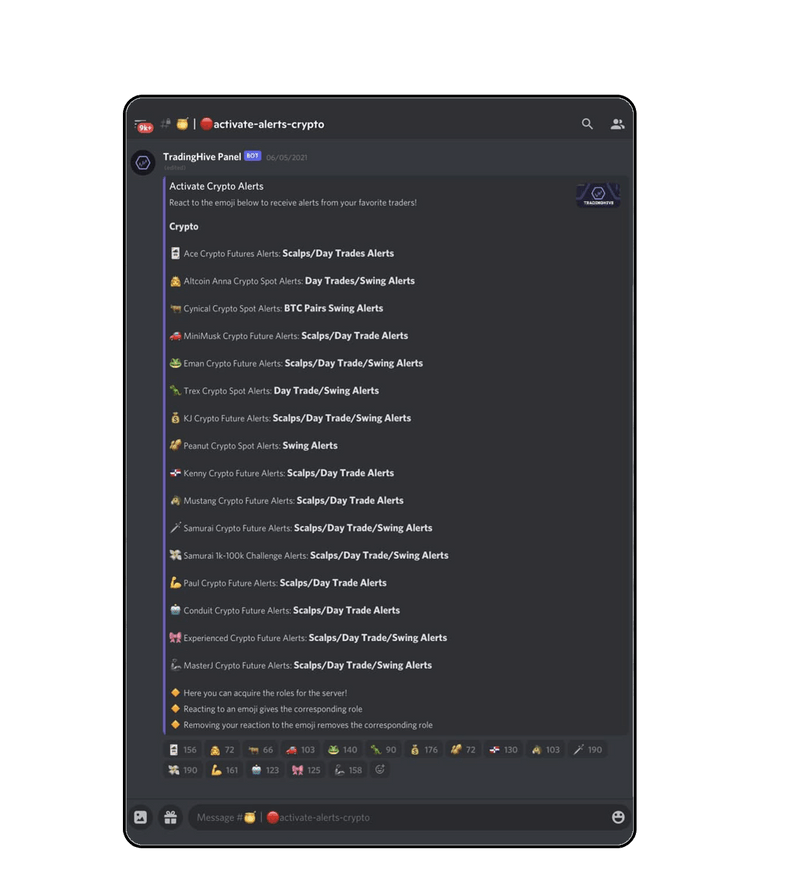 9k+ # | activate-alerts-crypto
TradingHive Panel BOT 06/05/2021
(edited)
Activate Crypto Alerts
React to the emoji below to receive alerts from your favorite traders!
TRADINGHIVE
Crypto
Ace Crypto Futures Alerts: Scalps/Day Trades Alerts
Altcoin Anna Crypto Spot Alerts: Day Trades/Swing Alerts
Cynical Crypto Spot Alerts: BTC Pairs Swing Alerts
MiniMusk Crypto Future Alerts: Scalps/Day Trade Alerts
Eman Crypto Future Alerts: Scalps/Day Trade/Swing Alerts
Trex Crypto Spot Alerts: Day Trade/Swing Alerts
KJ Crypto Future Alerts: Scalps/Day Trade/Swing Alerts
Peanut Crypto Spot Alerts: Swing Alerts
Kenny Crypto Future Alerts: Scalps/Day Trade Alerts
Mustang Crypto Future Alerts: Scalps/Day Trade Alerts
Samurai Crypto Future Alerts: Scalps/Day Trade/Swing Alerts
Samurai 1k-100k Challenge Alerts: Scalps/Day Trade/Swing Alerts
Paul Crypto Future Alerts: Scalps/Day Trade Alerts
Conduit Crypto Future Alerts: Scalps/Day Trade Alerts
Experienced Crypto Future Alerts: Scalps/Day Trade/Swing Alerts
MasterJ Crypto Future Alerts: Scalps/Day Trade/Swing Alerts
Here you can acquire the roles for the server!
Reacting to an emoji gives the corresponding role
Removing your reaction to the emoji removes the corresponding role
156 72 66 103 140 90 176 72 130 103 190
190 161 123 125 158
Message # | activate-alerts-crypto